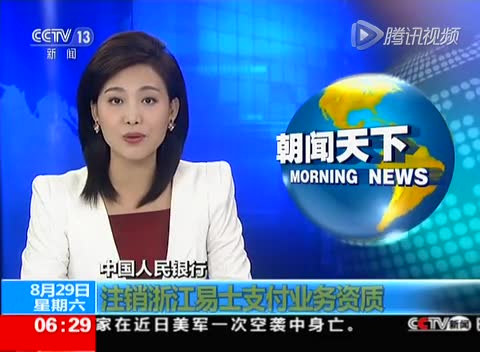 CCTV 13
新闻
腾讯视频
朝闻天下
MORNING NEWS
中国人民银行
8月29日
星期六
注销浙江易士支付业务资质
06:29
家在近日美军一次空袭中身亡。
CCTV新闻